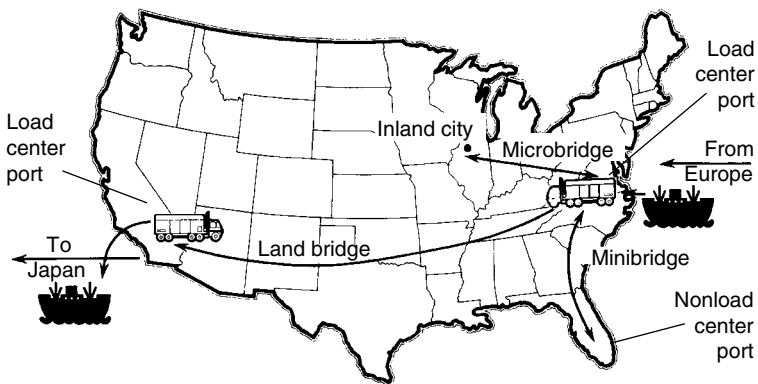 Load
center
port
Inland city
Microbridge
From
Europe
Load
center
port
To
Japan
Land bridge
Minibridge
Nonload
center
port